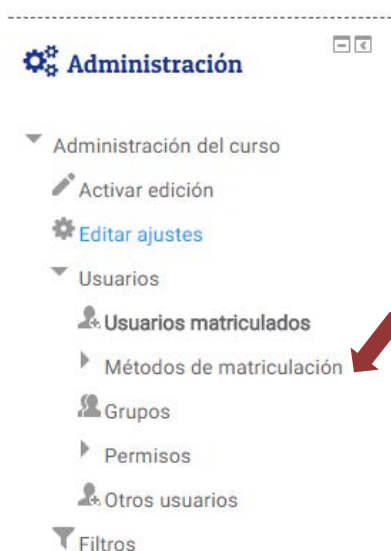 Administración
Administración del curso
Activar edición
Editar ajustes
Usuarios
Usuarios matriculados
Métodos de matriculación
Grupos
Permisos
Otros usuarios
Filtros